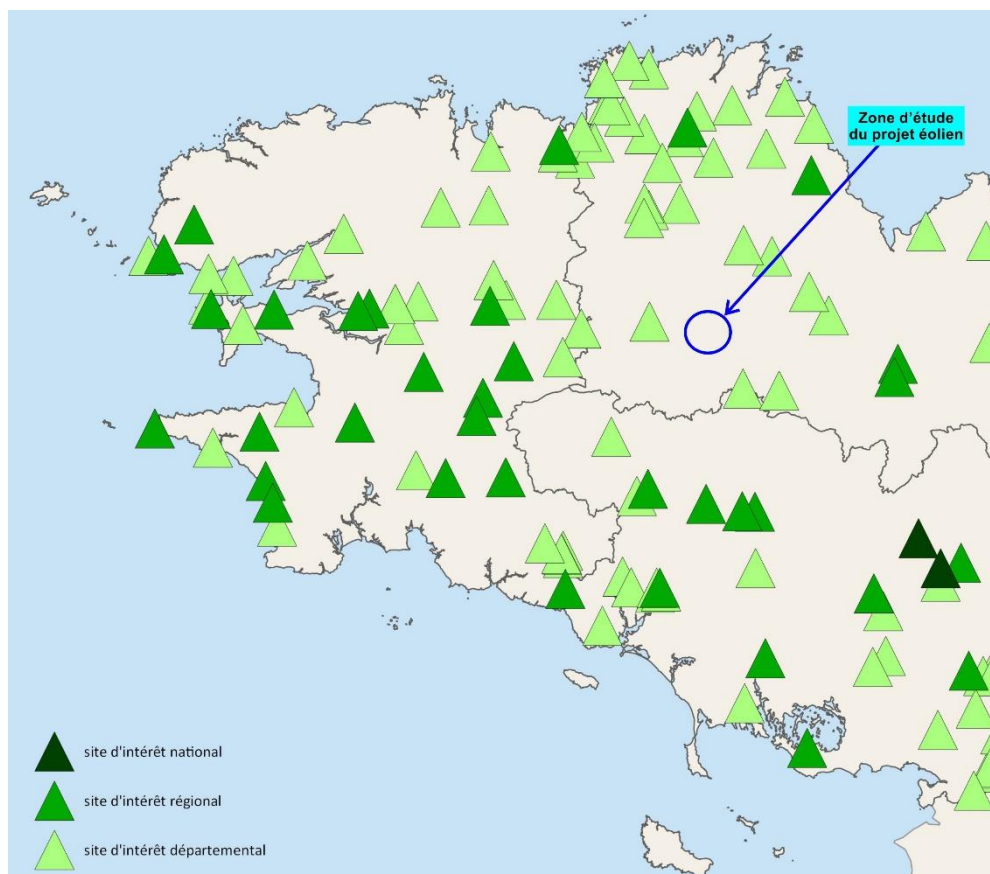 Zone d'étude
du projet éolien
site d'intérêt national
site d'intérêt régional
site d'intérêt départemental